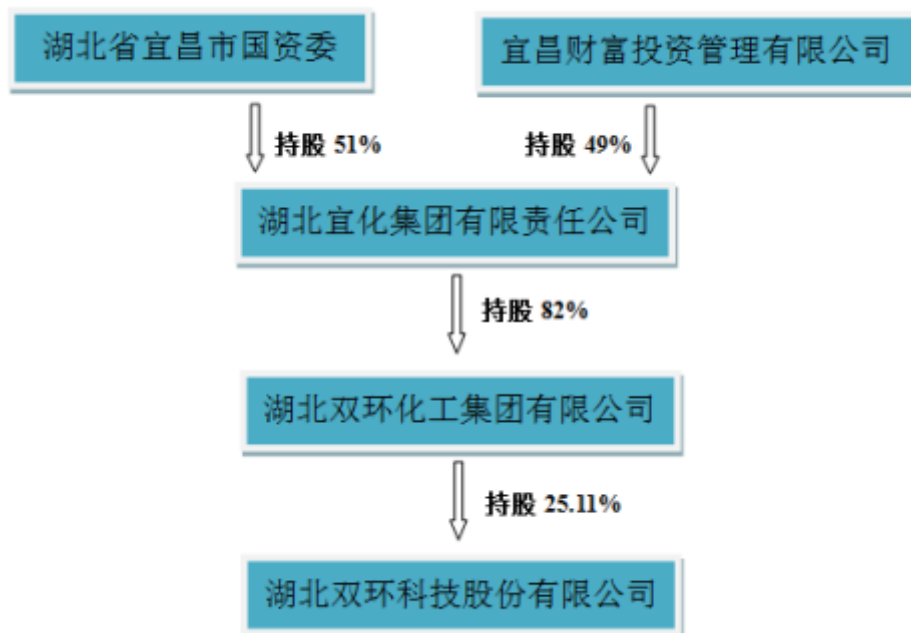 湖北省宜昌市国资委
宜昌财富投资管理有限公司
持股 51%
持股 49%
湖北宜化集团有限责任公司
持股 82%
湖北双环化工集团有限公司
持股 25.11%
湖北双环科技股份有限公司